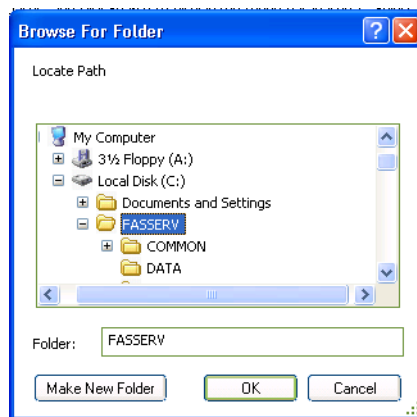 Browse For Folder
Locate Path
My Computer
3½ Floppy (A:)
Local Disk (C:)
Documents and Settings
FASSERV
COMMON
DATA
Folder: FASSERV
Make New Folder OK Cancel